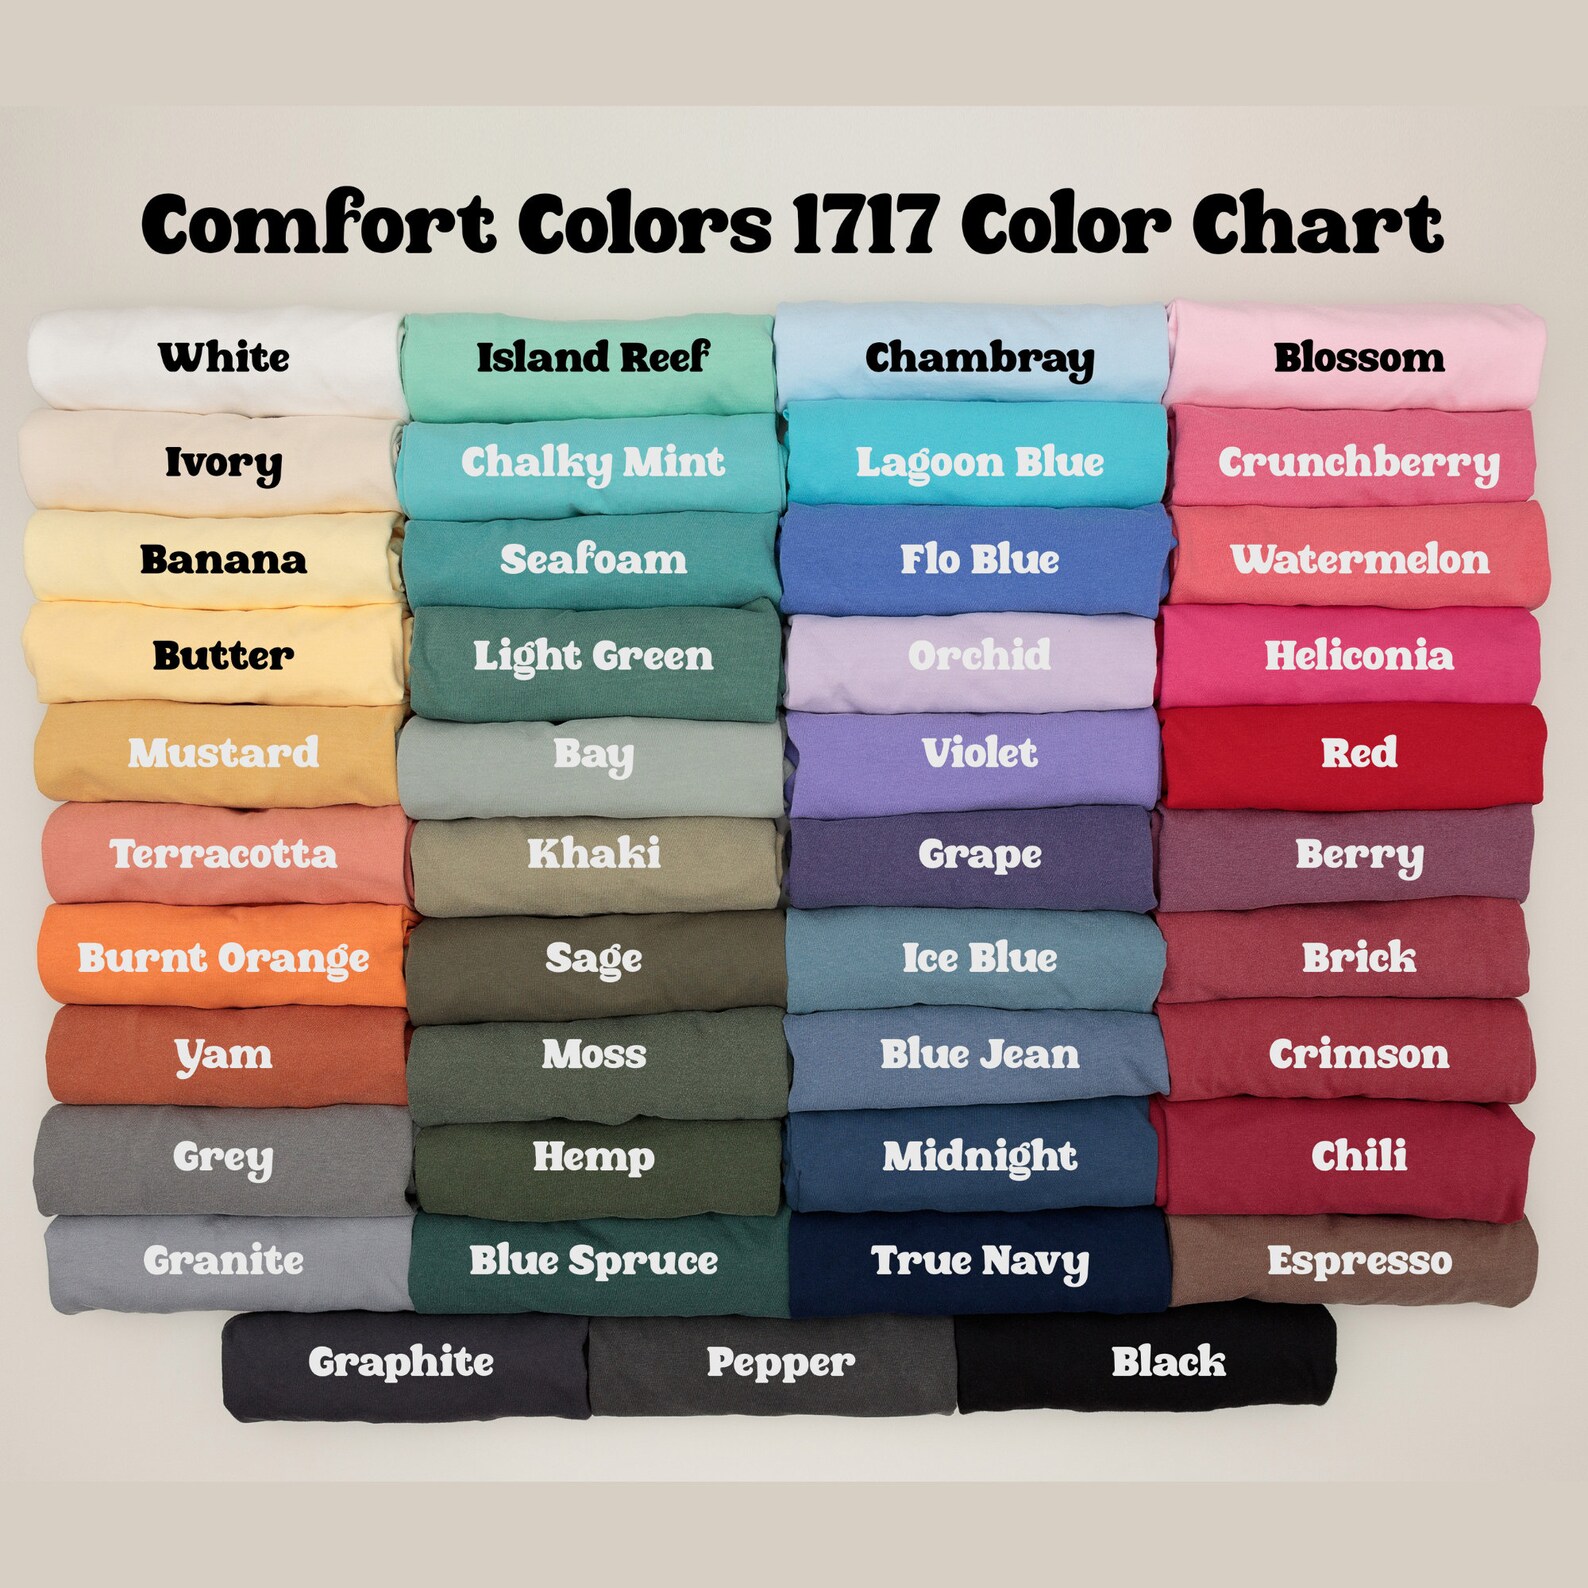 Comfort Colors 1717 Color Chart
White
Island Reef
Chambray
Blossom
Ivory
Chalky Mint
Lagoon Blue
Crunchberry
Banana
Seafoam
Flo Blue
Watermelon
Butter
Light Green
Orchid
Heliconia
Mustard
Bay
Violet
Red
Terracotta
Khaki
Grape
Berry
Burnt Orange
Sage
Ice Blue
Brick
Yam
Moss
Blue Jean
Crimson
Grey
Hemp
Midnight
Chili
Granite
Blue Spruce
True Navy
Espresso
Graphite
Pepper
Black